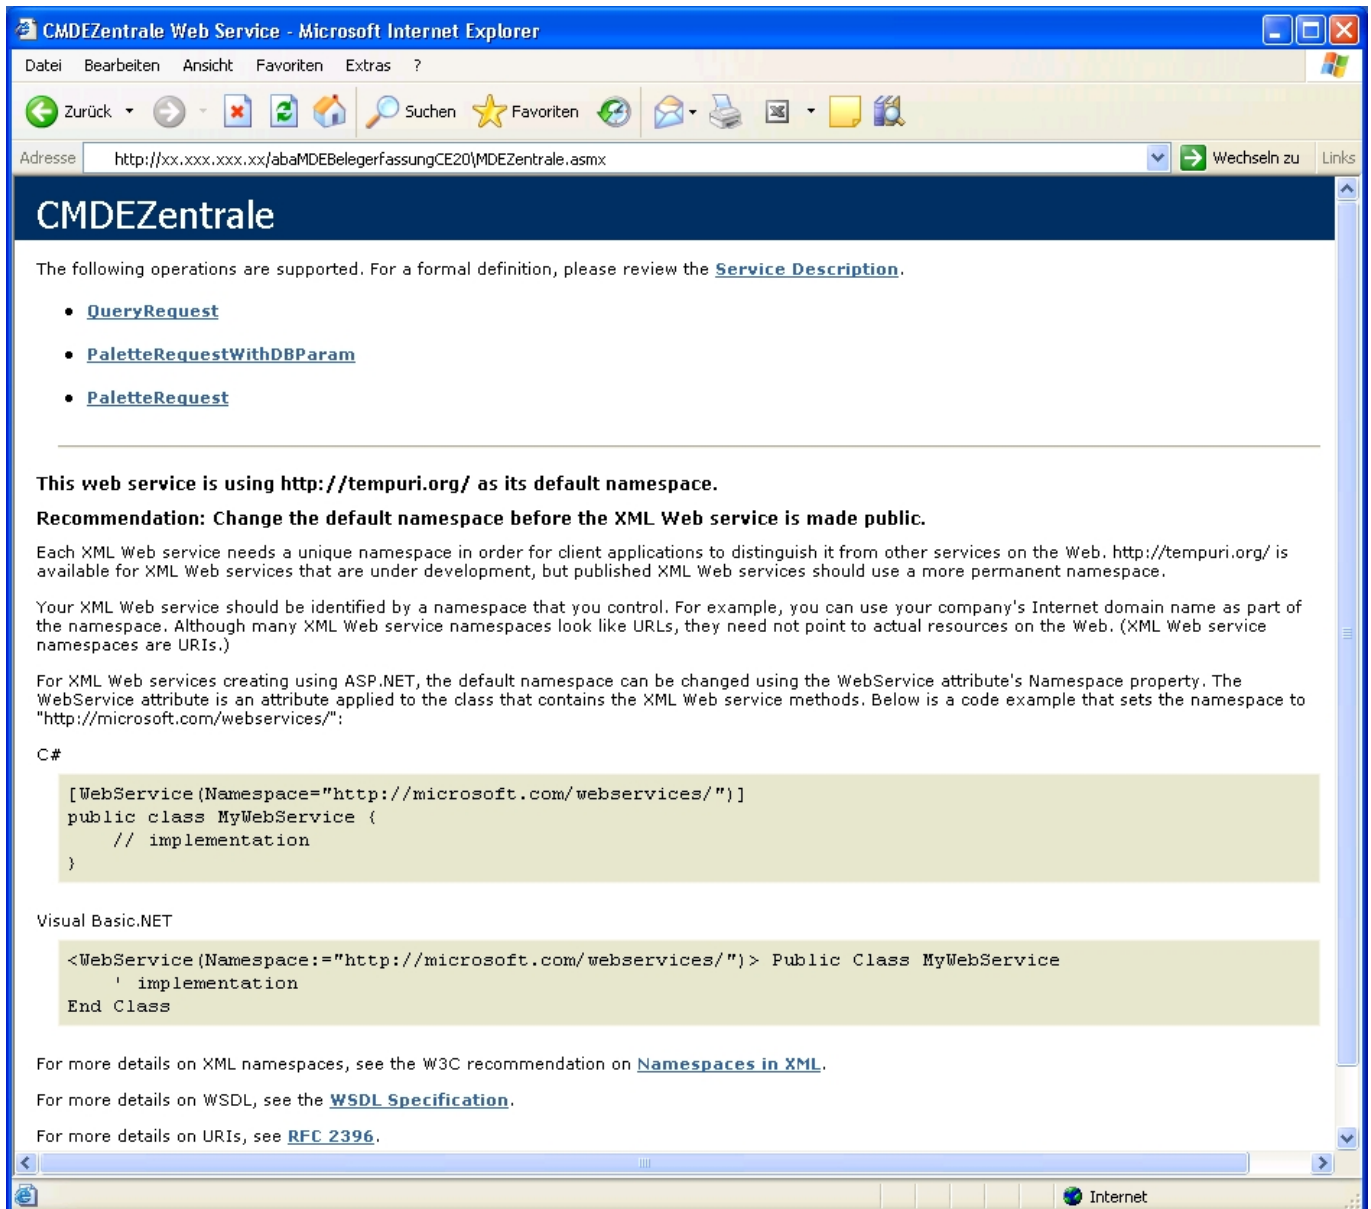 CMDEZentrale Web Service - Microsoft Internet Explorer
Datei Bearbeiten Ansicht Favoriten Extras ?
Zurück Suchen Favoriten
Adresse http://xx.xxx.xxx.xx/abaMDEBelegerfassungCE20\MDEZentrale.asmx Wechseln zu Links
CMDEZentrale
The following operations are supported. For a formal definition, please review the Service Description.
• QueryRequest
• PaletteRequestWithDBParam
• PaletteRequest
This web service is using http://tempuri.org/ as its default namespace.
Recommendation: Change the default namespace before the XML Web service is made public.
Each XML Web service needs a unique namespace in order for client applications to distinguish it from other services on the Web. http://tempuri.org/ is
available for XML Web services that are under development, but published XML Web services should use a more permanent namespace.
Your XML Web service should be identified by a namespace that you control. For example, you can use your company's Internet domain name as part of
the namespace. Although many XML Web service namespaces look like URLs, they need not point to actual resources on the Web. (XML Web service
namespaces are URIs.)
For XML Web services creating using ASP.NET, the default namespace can be changed using the WebService attribute's Namespace property. The
WebService attribute is an attribute applied to the class that contains the XML Web service methods. Below is a code example that sets the namespace to
"http://microsoft.com/webservices/":
C#
[WebService(Namespace="http://microsoft.com/webservices/")]
public class MyWebService {
    // implementation
}
Visual Basic.NET
<WebService(Namespace:="http://microsoft.com/webservices/")> Public Class MyWebService
    ' implementation
End Class
For more details on XML namespaces, see the W3C recommendation on Namespaces in XML.
For more details on WSDL, see the WSDL Specification.
For more details on URIs, see RFC 2396.
Internet